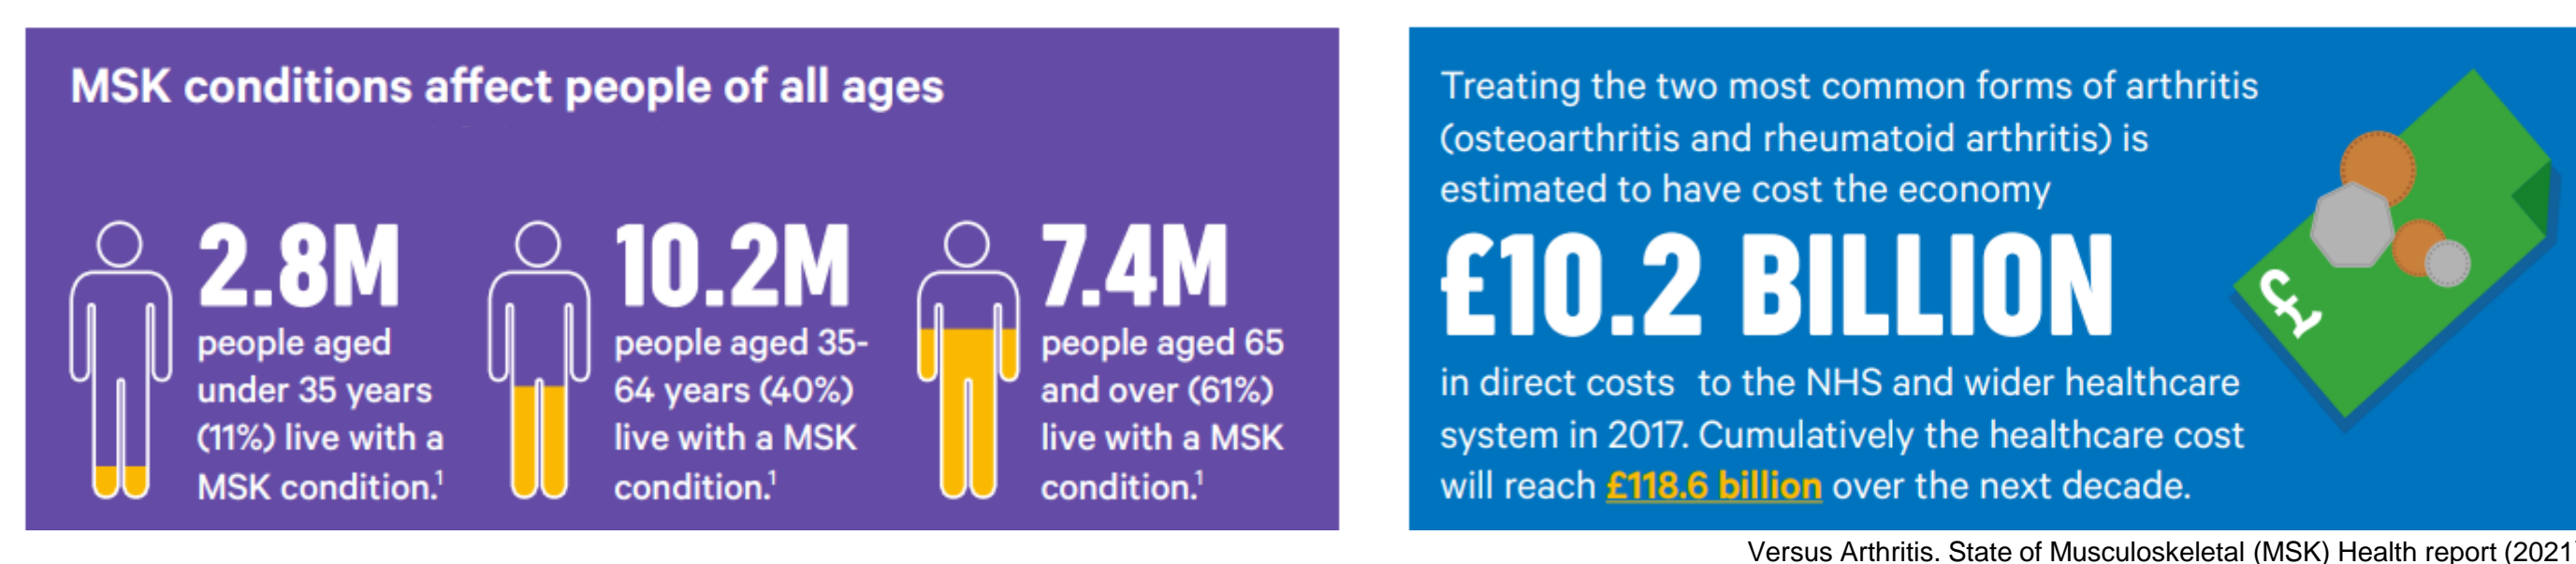 MSK conditions affect people of all ages
2.8M
people aged
under 35 years
(11%) live with a
MSK condition.¹
10.2M
people aged 35-
64 years (40%)
live with a MSK
condition.¹
7.4M
people aged 65
and over (61%)
live with a MSK
condition.¹
Treating the two most common forms of arthritis
(osteoarthritis and rheumatoid arthritis) is
estimated to have cost the economy
£10.2 BILLION
in direct costs to the NHS and wider healthcare
system in 2017. Cumulatively the healthcare cost
will reach £118.6 billion over the next decade.
£
Versus Arthritis. State of Musculoskeletal (MSK) Health report (2021